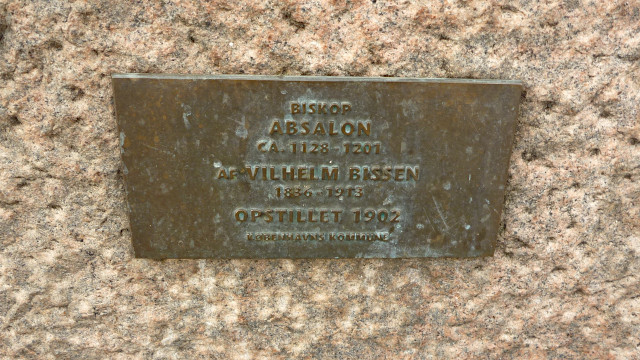 BISKOP
ABSALON
CA. 1128 - 1201
AF VILHELM BISSEN
1836 - 1913
OPSTILLET 1902
KØBENHAVNS KOMMUNE